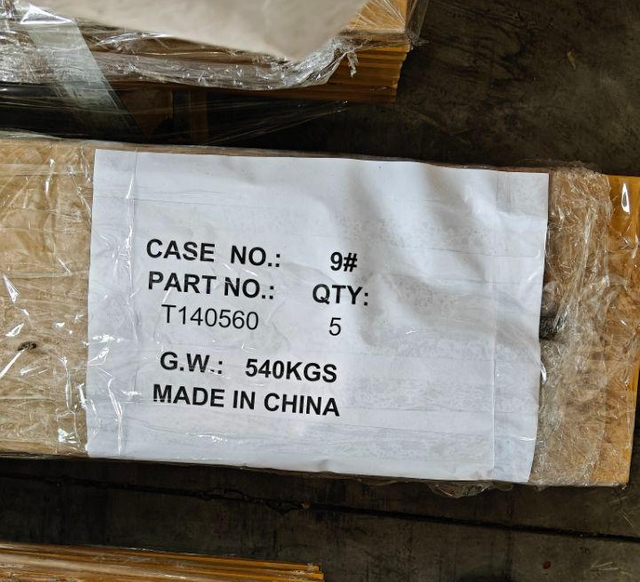 CASE NO.: 9#
PART NO.: QTY:
T140560 5
G.W.: 540KGS
MADE IN CHINA